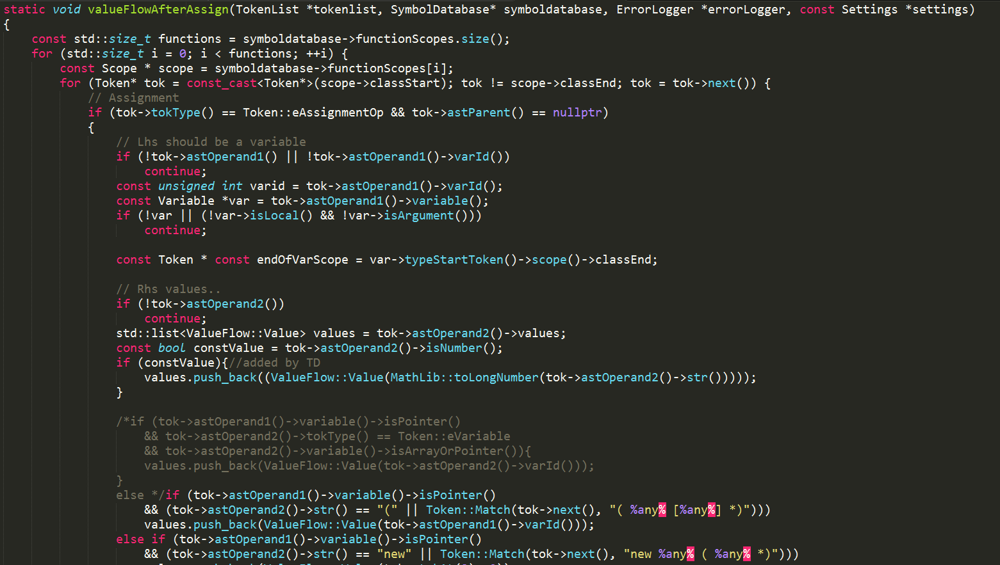 static void valueFlowAfterAssign(TokenList *tokenlist, SymbolDatabase* symboldatabase, ErrorLogger *errorLogger, const Settings *settings)
{
    const std::size_t functions = symboldatabase->functionScopes.size();
    for (std::size_t i = 0; i < functions; ++i) {
        const Scope * scope = symboldatabase->functionScopes[i];
        for (Token* tok = const_cast<Token*>(scope->classStart); tok != scope->classEnd; tok = tok->next()) {
            // Assignment
            if (tok->tokType() == Token::eAssignmentOp && tok->astParent() == nullptr)
            {
                // Lhs should be a variable
                if (!tok->astOperand1() || !tok->astOperand1()->varId())
                    continue;
                const unsigned int varid = tok->astOperand1()->varId();
                const Variable *var = tok->astOperand1()->variable();
                if (!var || (!var->isLocal() && !var->isArgument()))
                    continue;

                const Token * const endOfVarScope = var->typeStartToken()->scope()->classEnd;

                // Rhs values..
                if (!tok->astOperand2())
                    continue;
                std::list<ValueFlow::Value> values = tok->astOperand2()->values;
                const bool constValue = tok->astOperand2()->isNumber();
                if (constValue){//added by TD
                    values.push_back((ValueFlow::Value(MathLib::toLongNumber(tok->astOperand2()->str()))));
                }

                /*if (tok->astOperand1()->variable()->isPointer()
                    && tok->astOperand2()->tokType() == Token::eVariable
                    && tok->astOperand2()->variable()->isArrayOrPointer()){
                    values.push_back(ValueFlow::Value(tok->astOperand2()->varId()));
                }
                else */if (tok->astOperand1()->variable()->isPointer()
                    && (tok->astOperand2()->str() == "(" || Token::Match(tok->next(), "( %any% [%any%] *)")))
                    values.push_back(ValueFlow::Value(tok->astOperand1()->varId()));
                else if (tok->astOperand1()->variable()->isPointer()
                    && (tok->astOperand2()->str() == "new" || Token::Match(tok->next(), "new %any% ( %any% *)")))